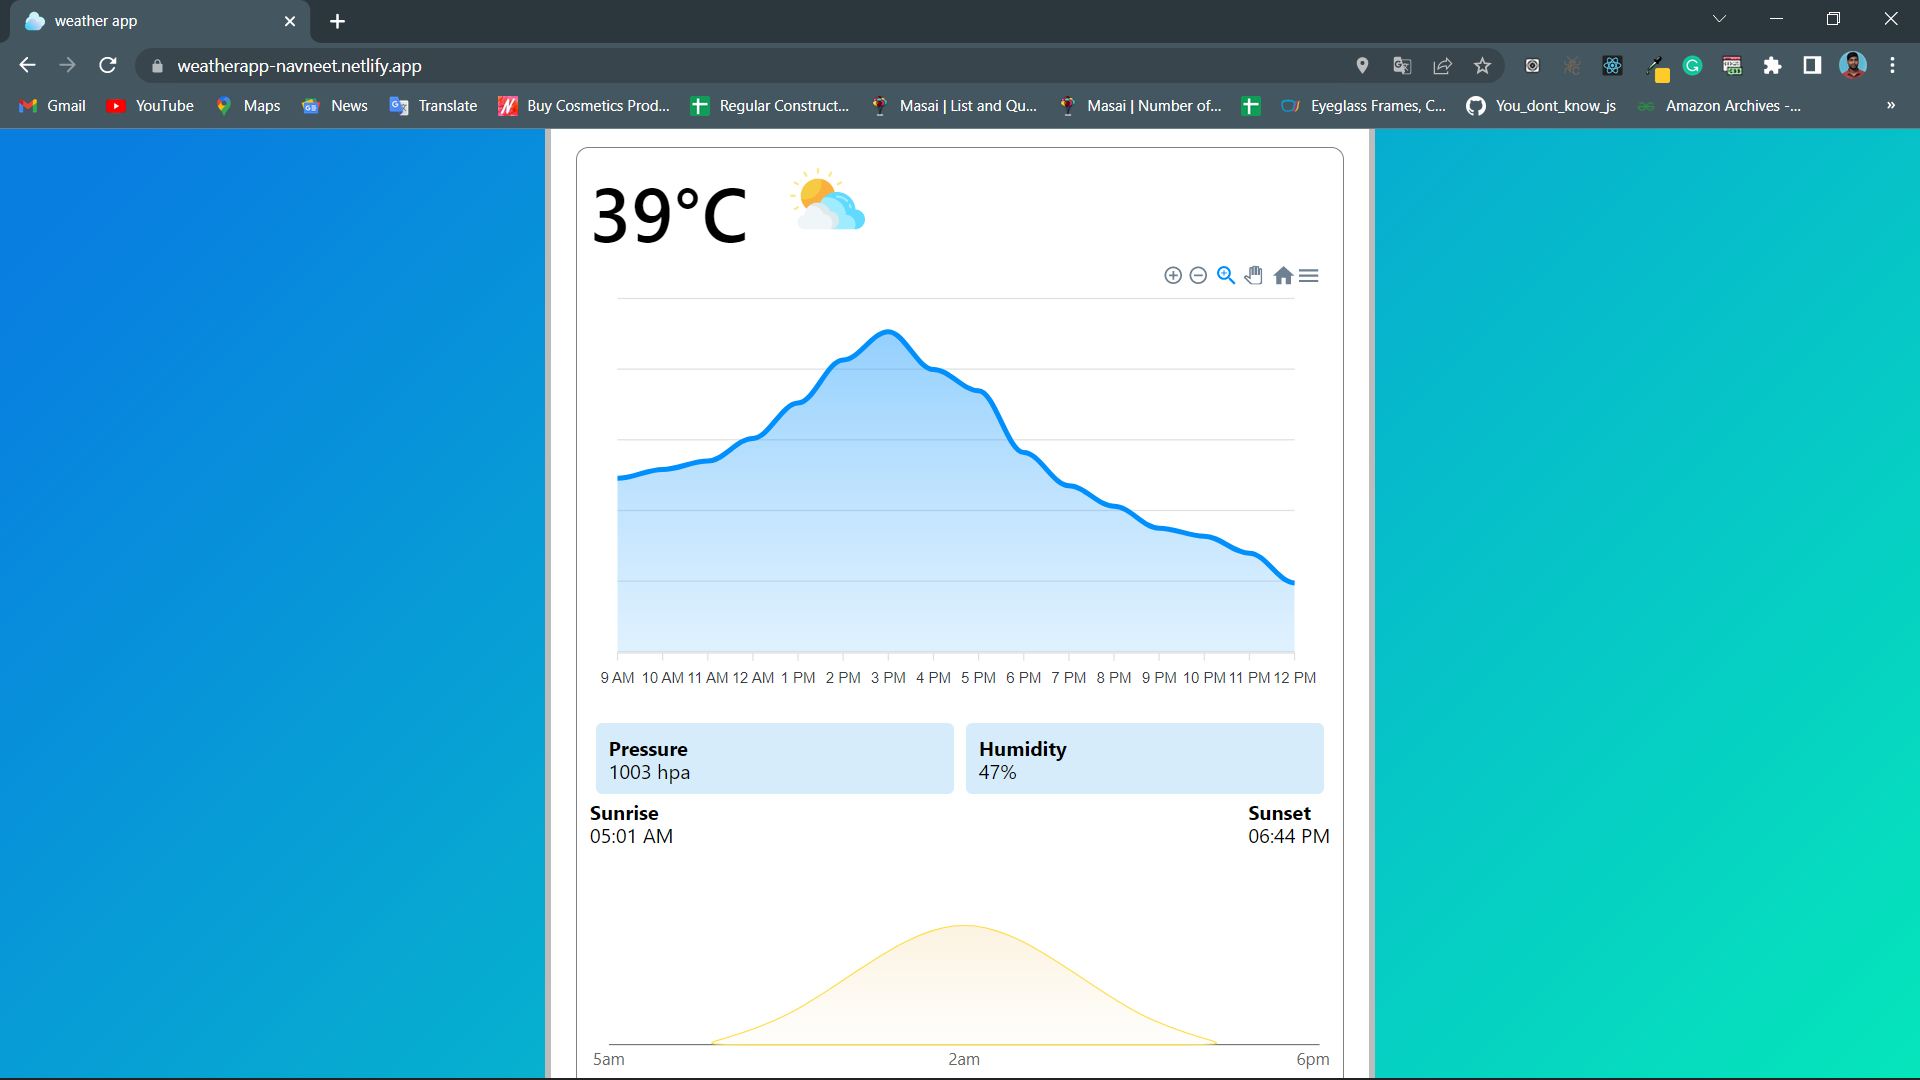 weather app
weatherapp-navneet.netlify.app
Gmail YouTube Maps News Translate Buy Cosmetics Prod... Regular Construct... Masai | List and Qu... Masai | Number of... Eyeglass Frames, C... You_dont_know_js Amazon Archives -... »
39°C
9 AM 10 AM 11 AM 12 AM 1 PM 2 PM 3 PM 4 PM 5 PM 6 PM 7 PM 8 PM 9 PM 10 PM 11 PM 12 PM
Pressure Humidity
1003 hpa 47%
Sunrise Sunset
05:01 AM 06:44 PM
5am 2am 6pm